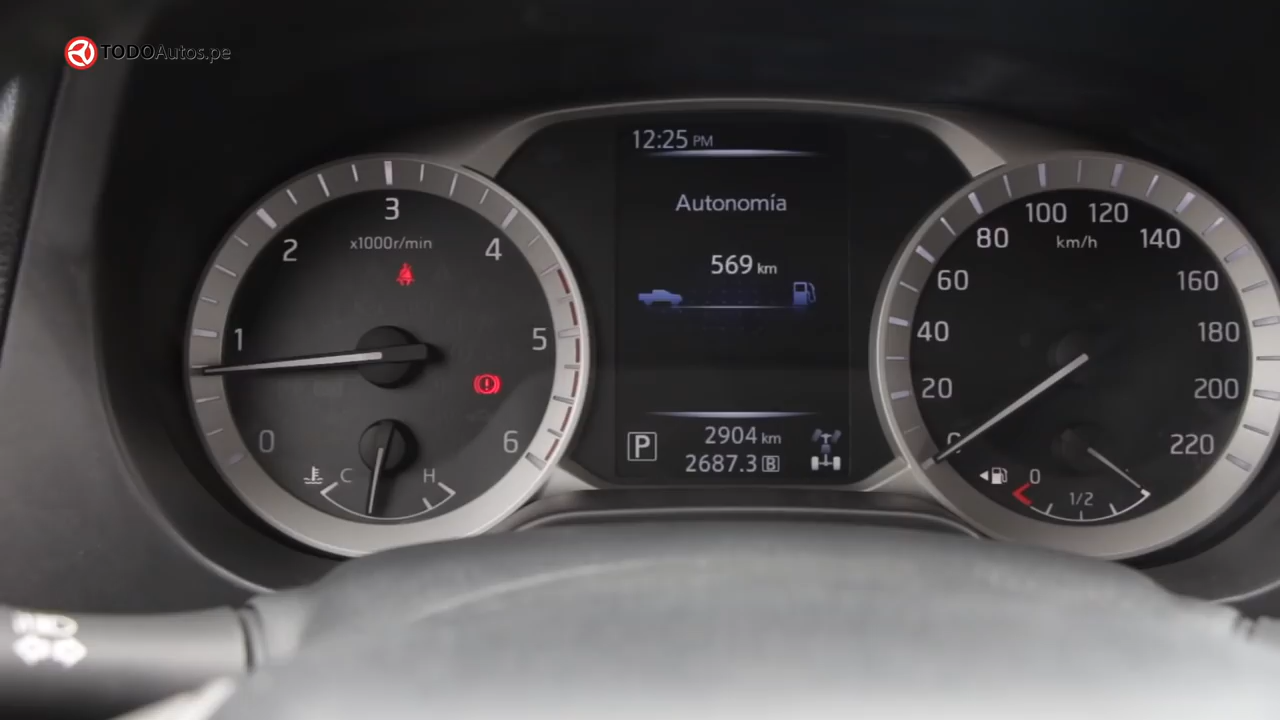 TODOAutos.pe
12:25 PM
Autonomía
569 km
P
2904 km
2687.3 B
0
1
2
3
4
5
6
x1000r/min
C
H
0
20
40
60
80
100
120
140
160
180
200
220
km/h
0
1/2